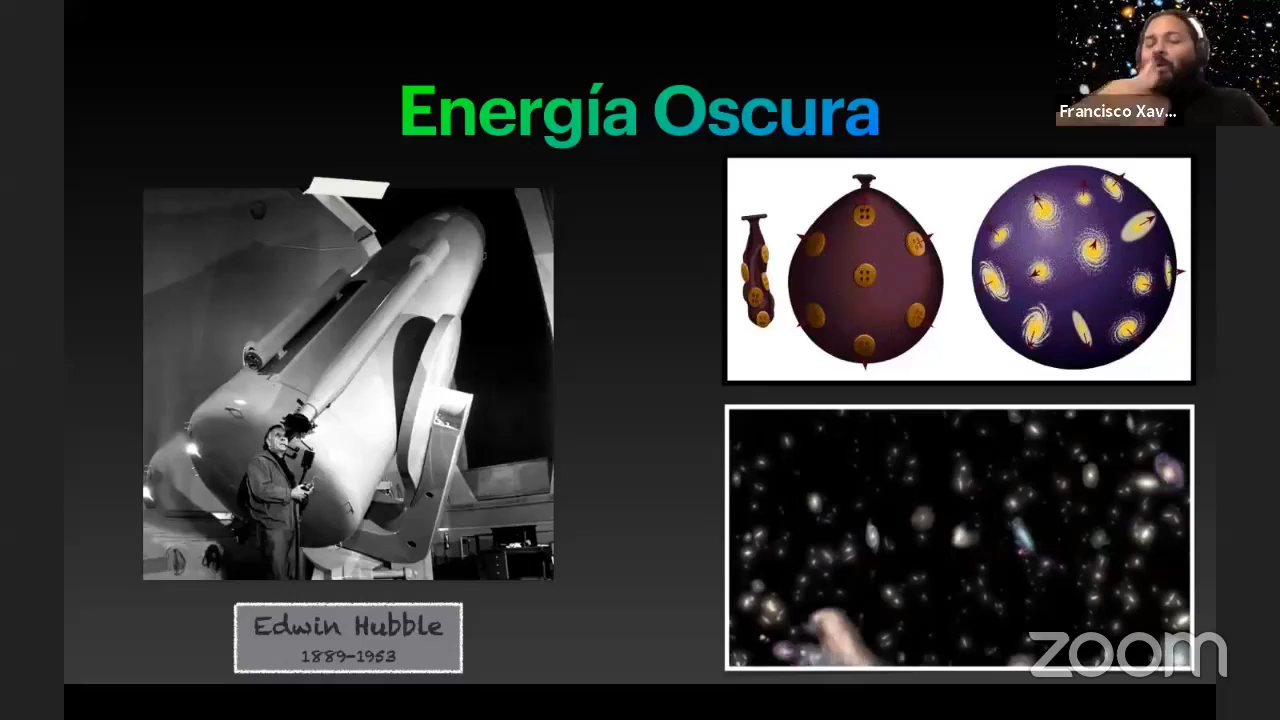 Energía Oscura
Francisco Xav...
Edwin Hubble
1889-1953
zoom